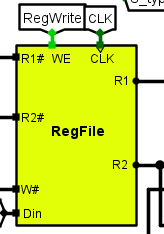 RegWrite CLK
R1# WE CLK
R1
R2#
RegFile
R2
W#
Din